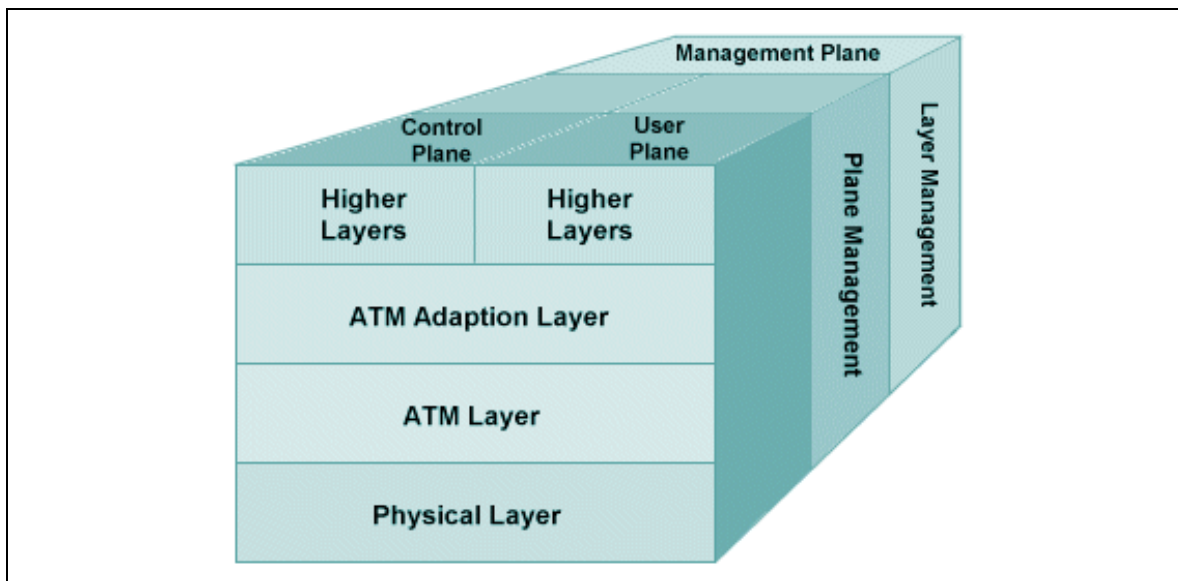 Management Plane
Control
Plane
User
Plane
Plane Management
Layer Management
Higher
Layers
Higher
Layers
ATM Adaption Layer
ATM Layer
Physical Layer